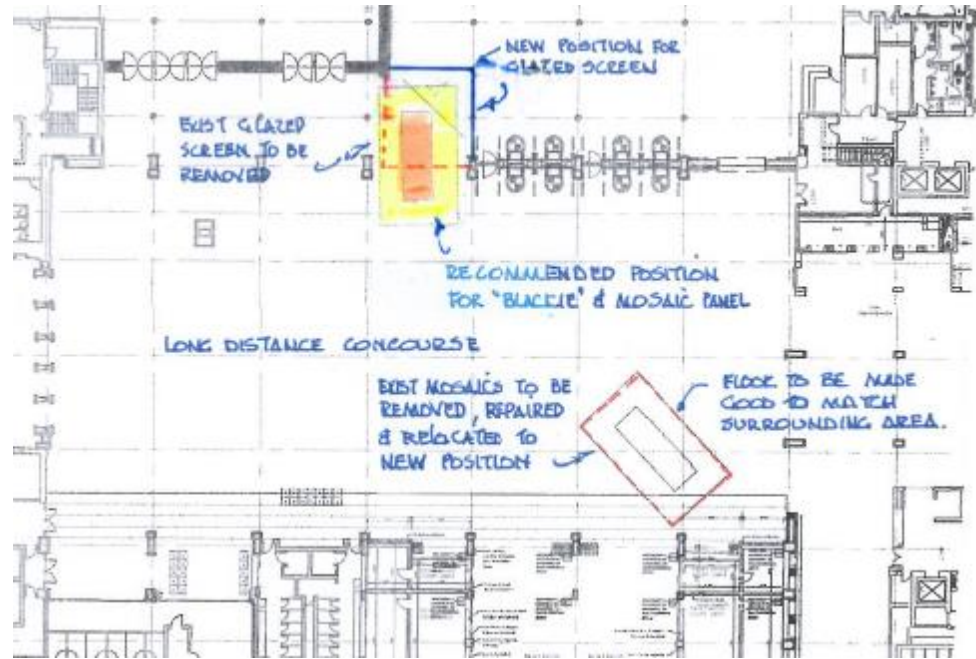 NEW POSITION FOR
GLAZED SCREEN
EXIST GLAZED
SCREEN TO BE
REMOVED
RECOMMENDED POSITION
FOR "BLACKIE" & MOSAIC PANEL
LONG DISTANCE CONCOURSE
EXIST MOSAICS TO BE
REMOVED, REPAIRED
& RELOCATED TO
NEW POSITION
FLOOR TO BE MADE
GOOD TO MATCH
SURROUNDING AREA.